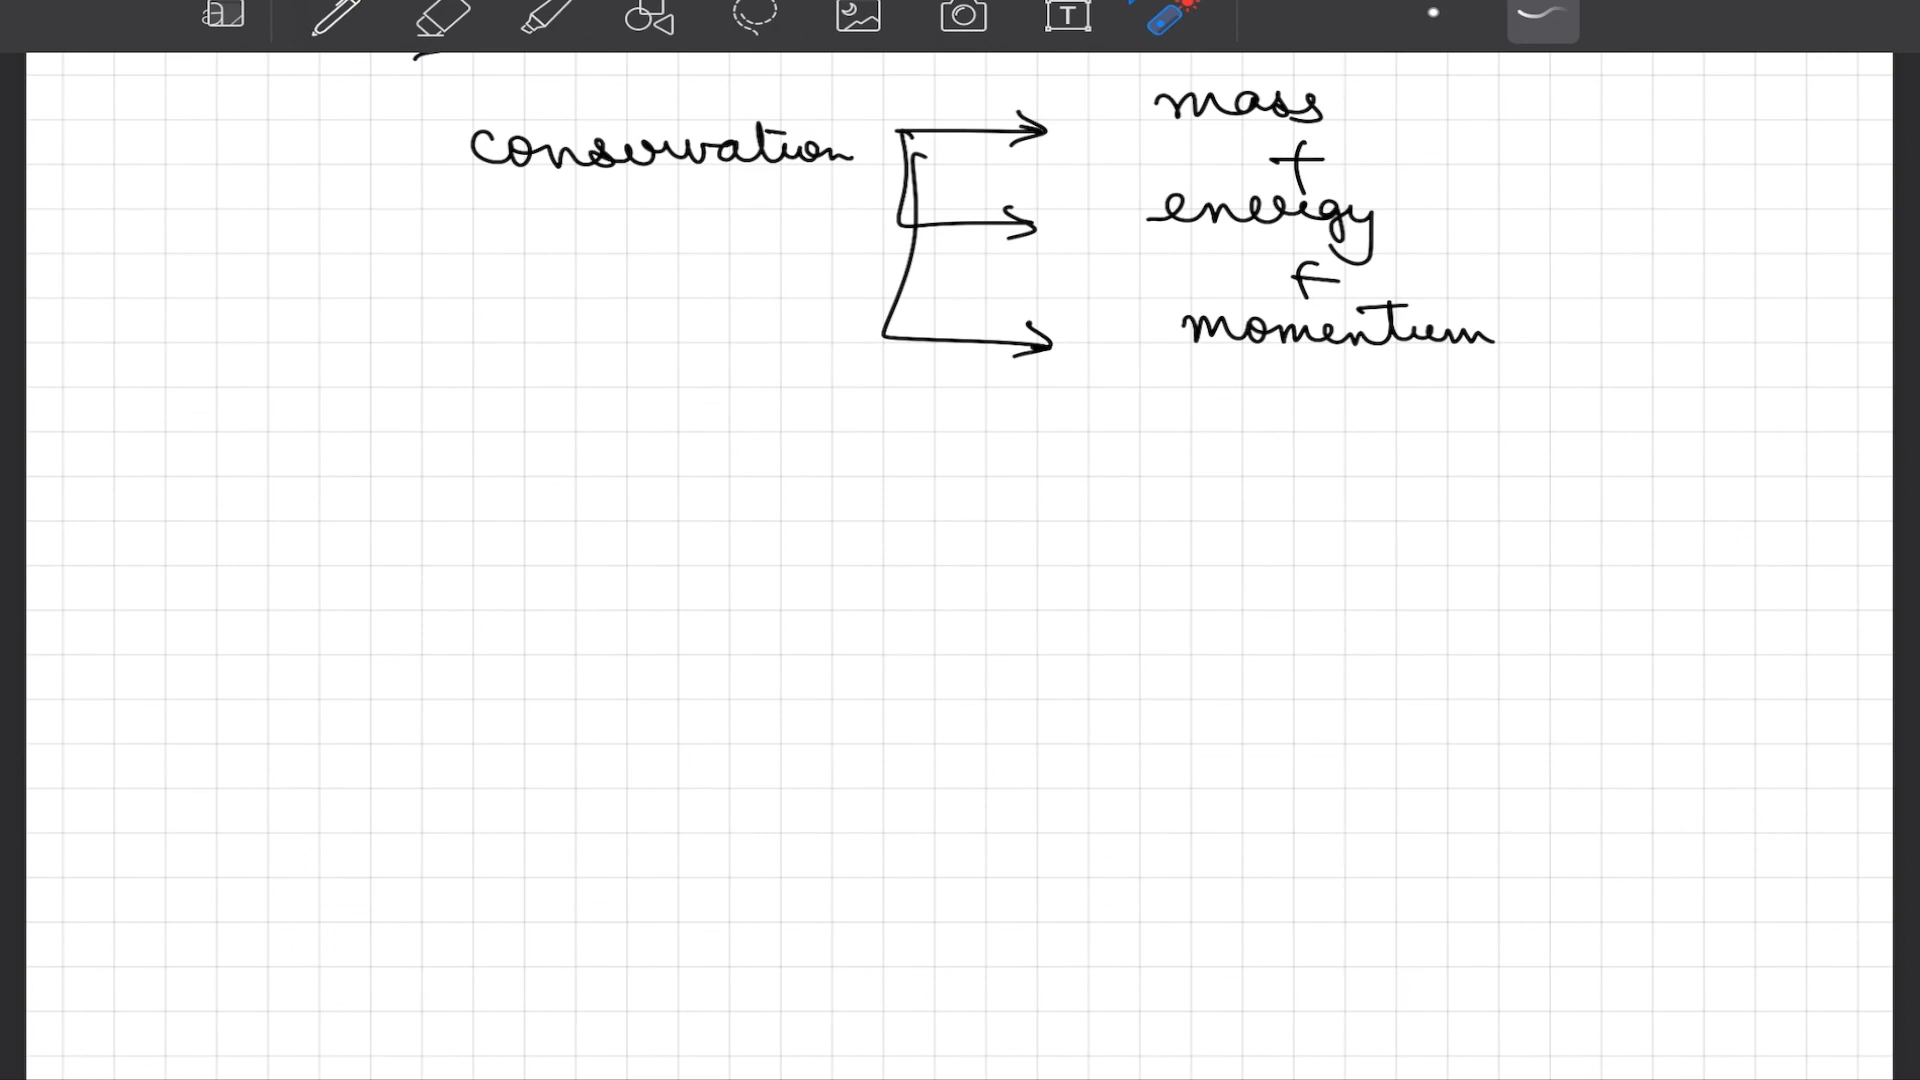 mass
conservation
+
energy
+
momentum